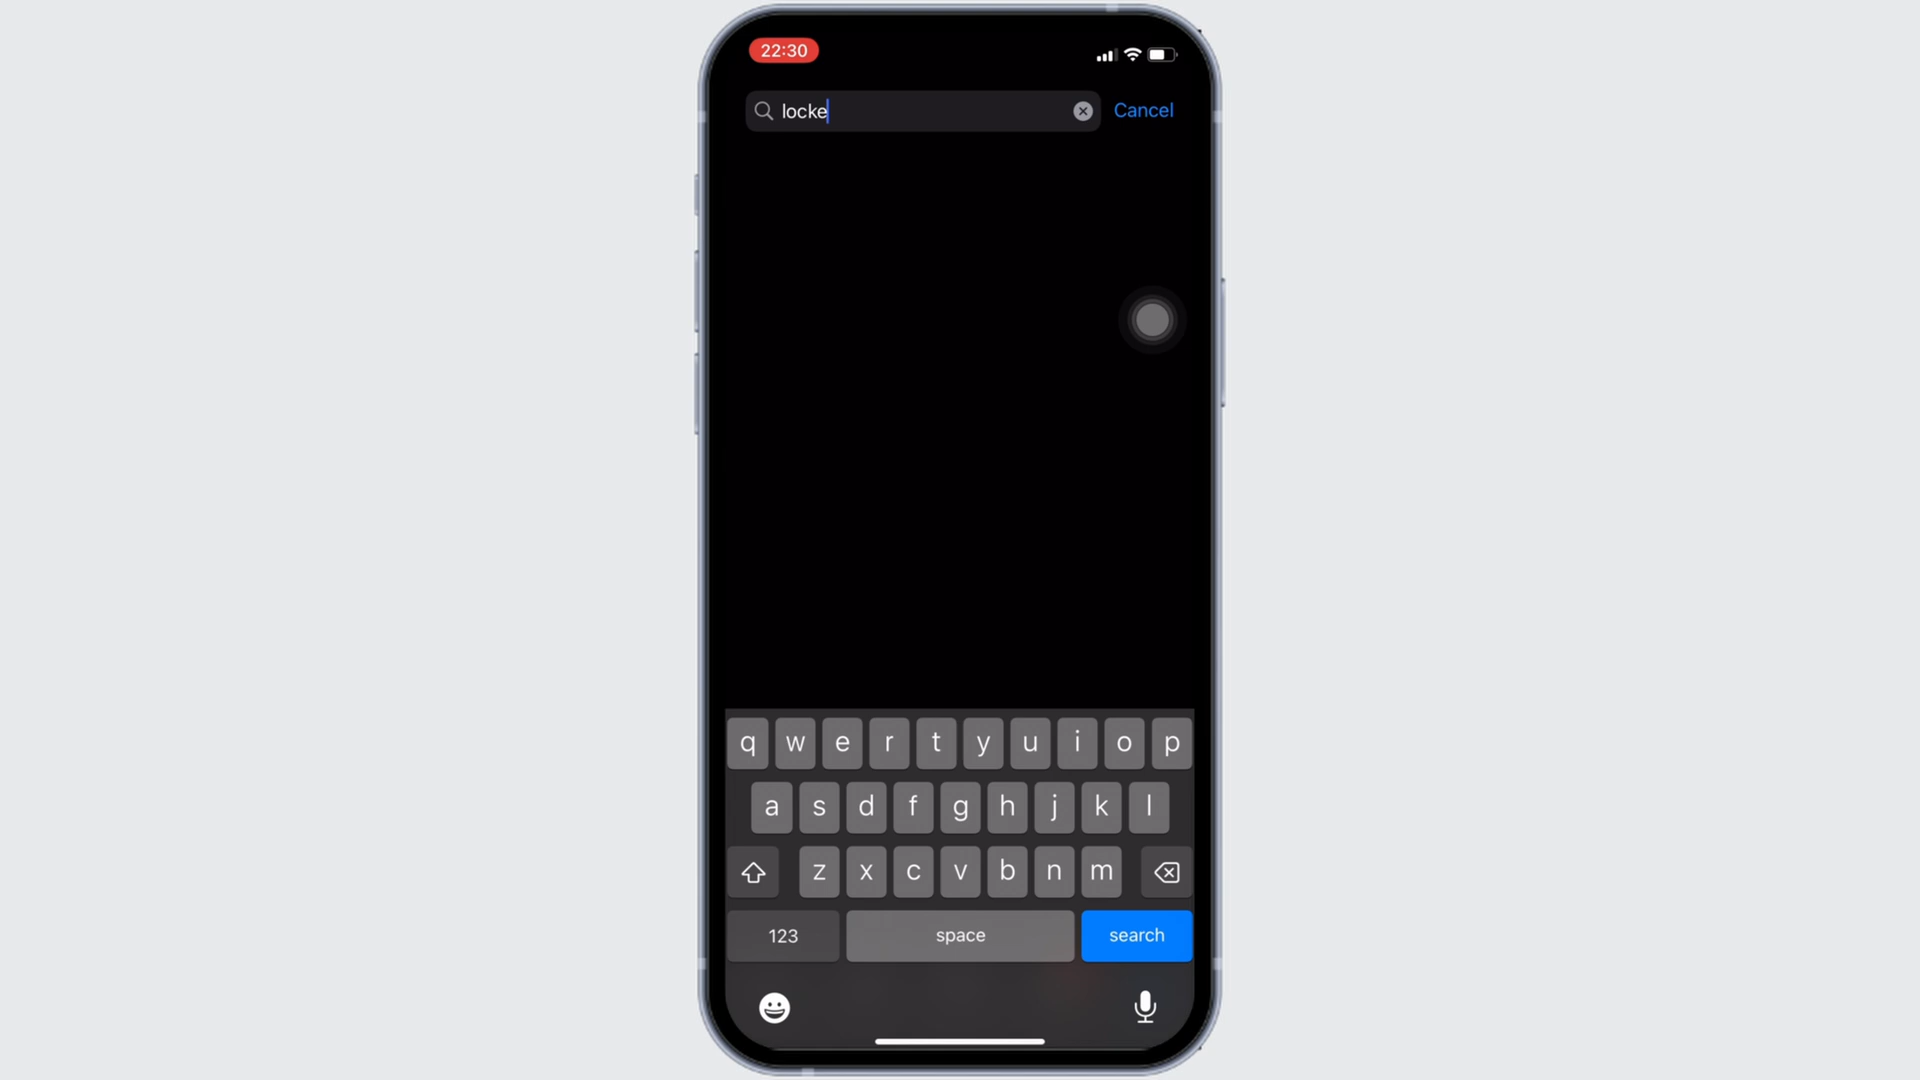 22:30
locke
Cancel
q w e r t y u i o p
a s d f g h j k l
z x c v b n m
123 space search